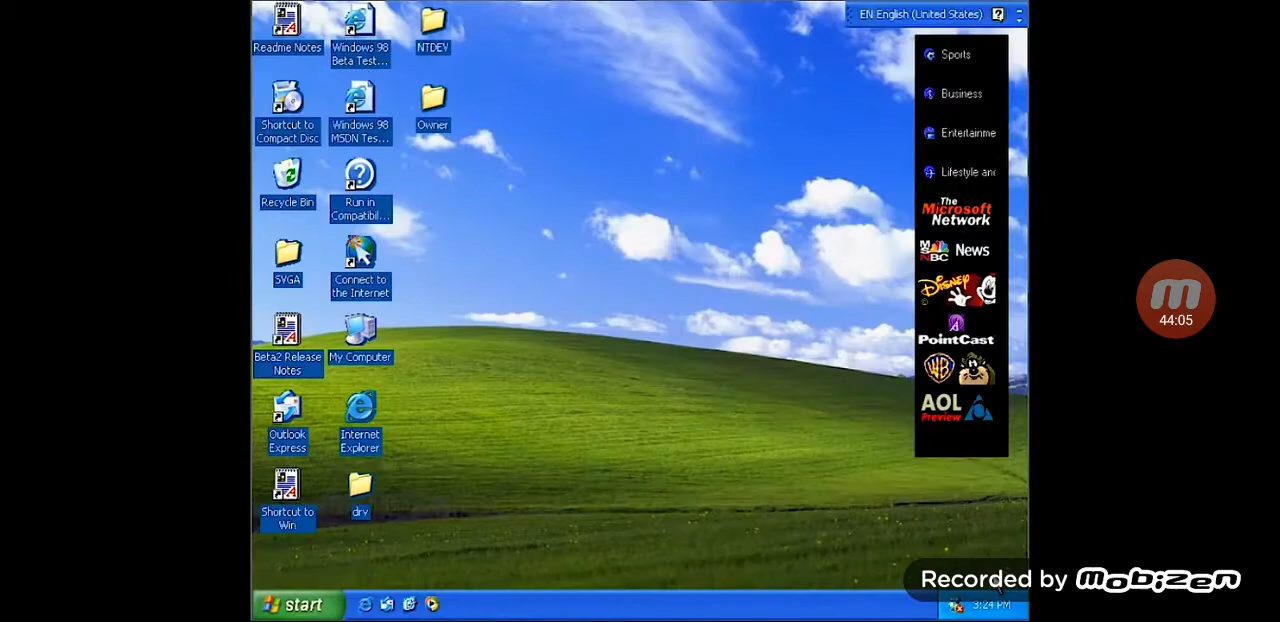 EN English (United States)
Readme Notes
Windows 98
Beta Test...
NTDEV
Shortcut to
Compact Disc
Windows 98
MSDN Tes...
Owner
Recycle Bin
Run in
Compatibil...
SVGA
Connect to
the Internet
Beta2 Release
Notes
My Computer
Outlook
Express
Internet
Explorer
Shortcut to
Win
drv
Sports
Business
Entertainme
Lifestyle and
The
Microsoft
Network
MSNBC News
Disney
PointCast
WB
AOL
Preview
44:05
Recorded by Mobizen
start
3:24 PM